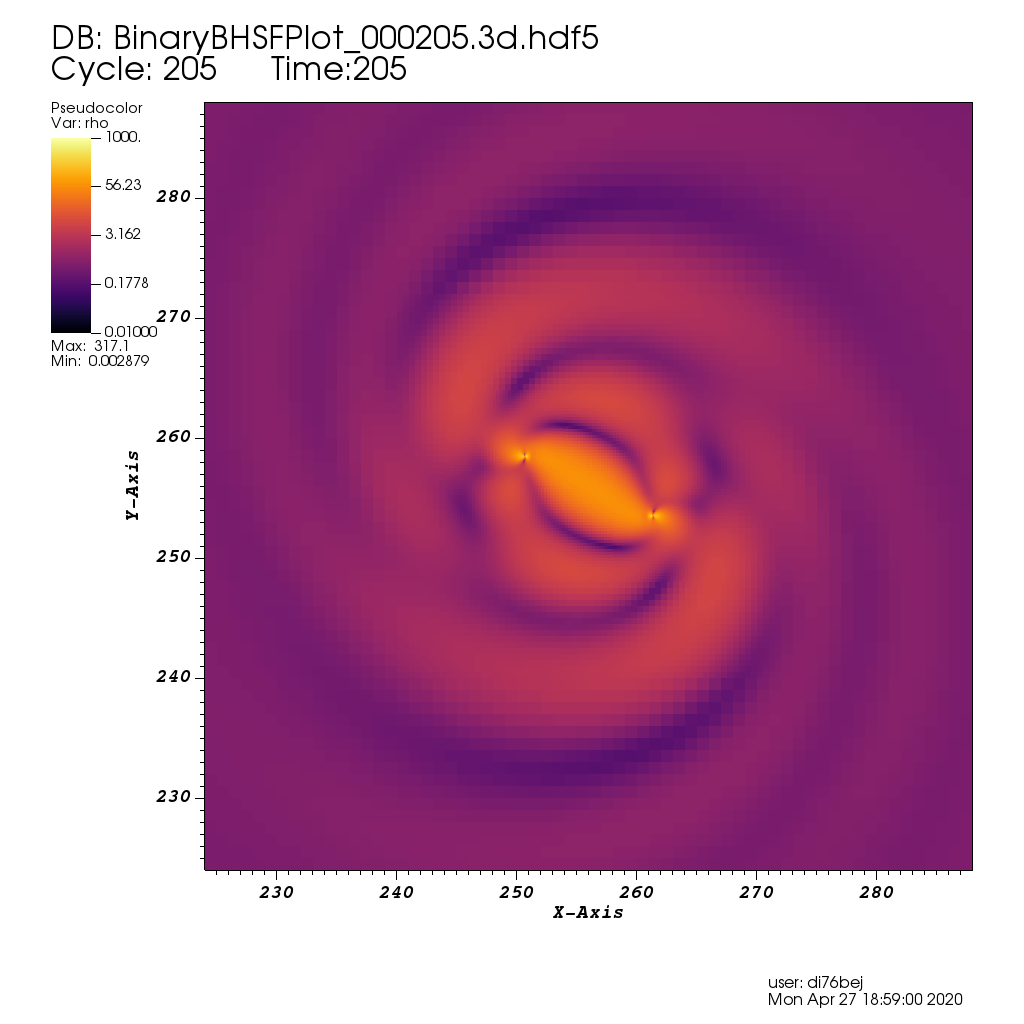 DB: BinaryBHSFPlot_000205.3d.hdf5
Cycle: 205 Time:205
Pseudocolor
Var: rho
1000.
56.23
3.162
0.1778
0.01000
Max: 317.1
Min: 0.002879
280
270
260
250
240
230
Y-Axis
230 240 250 260 270 280
X-Axis
user: di76bej
Mon Apr 27 18:59:00 2020